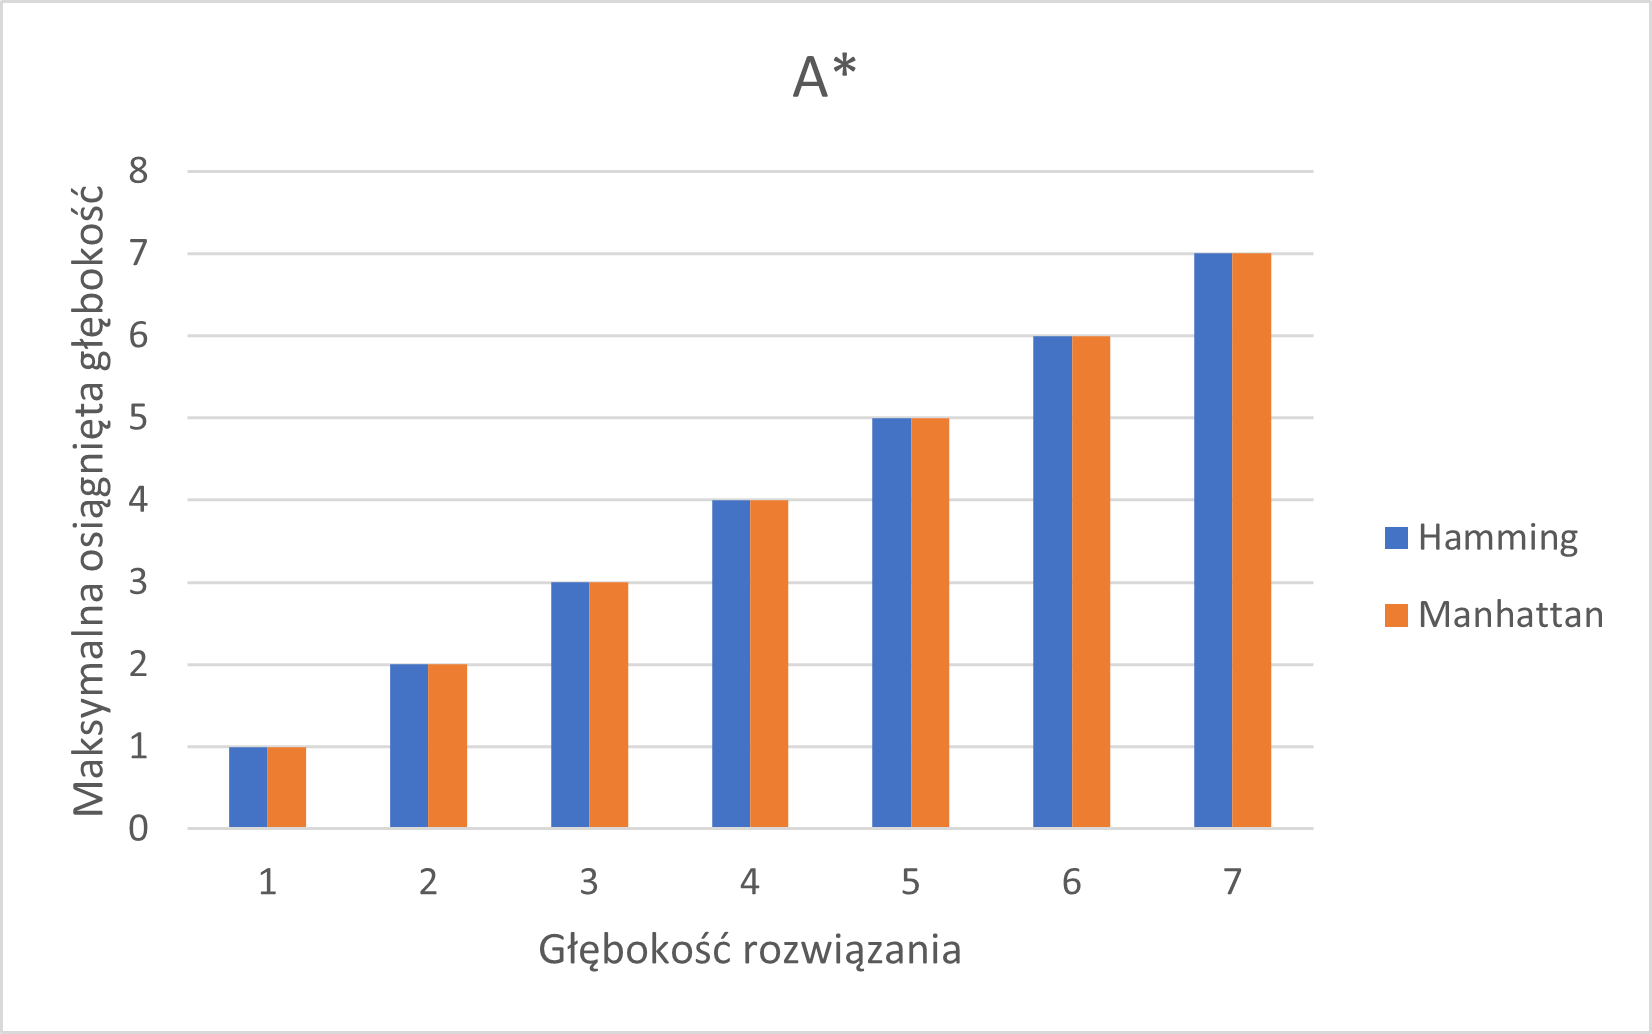 A*
Maksymalna osiągnięta głębokość
8
7
6
5
4
3
2
1
0
1 2 3 4 5 6 7
Głębokość rozwiązania
Hamming
Manhattan